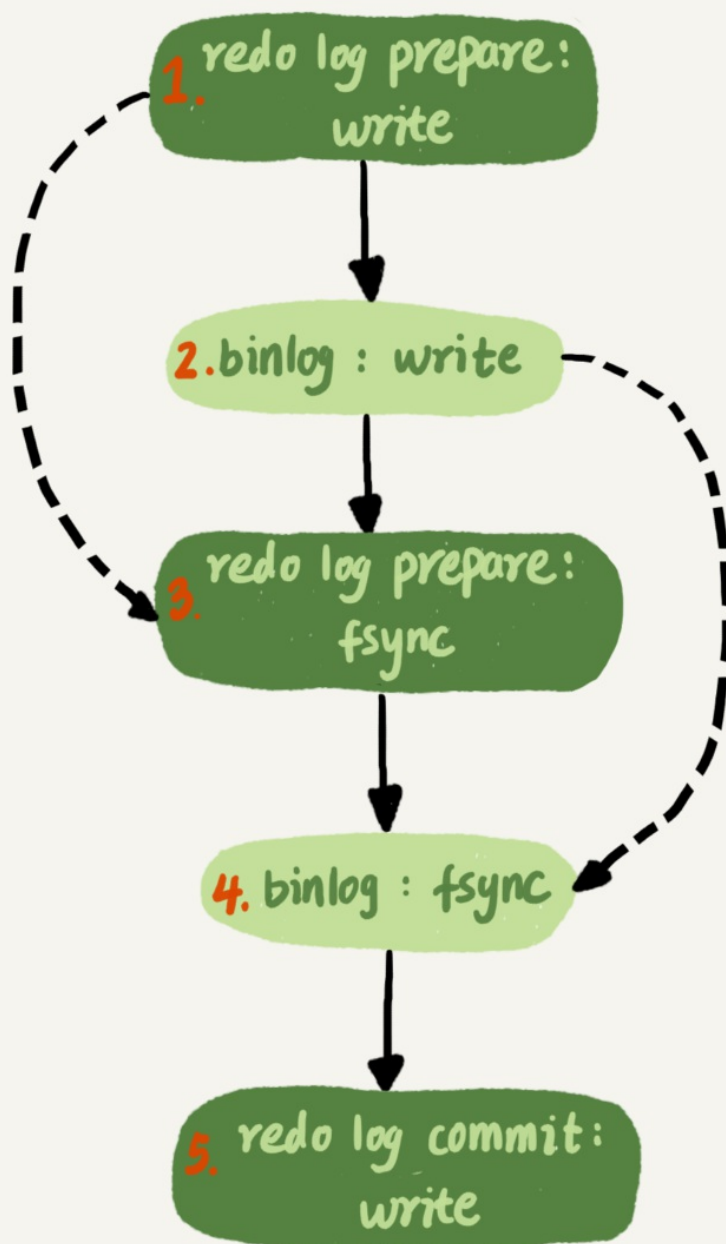 1. redo log prepare:
write
2. binlog : write
3. redo log prepare:
fsync
4. binlog : fsync
5. redo log commit:
write